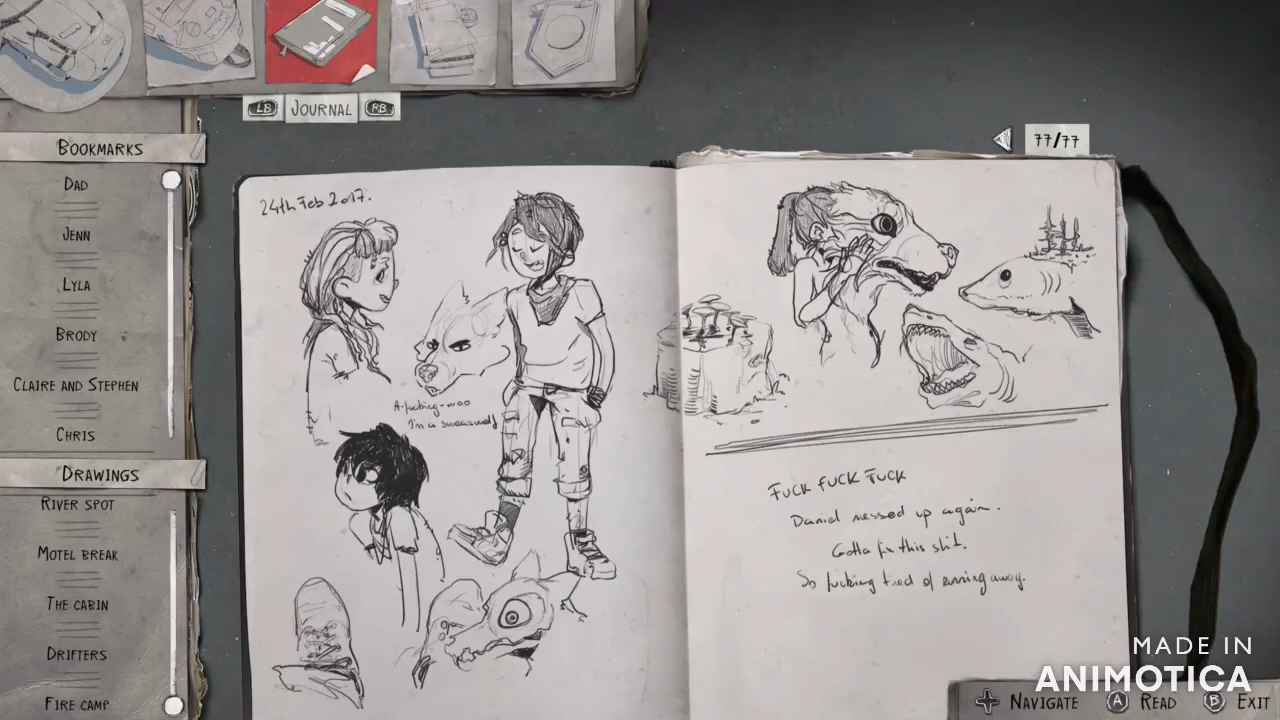 LB JOURNAL RB
77/77
BOOKMARKS
DAD
JENN
LYLA
BRODY
CLAIRE AND STEPHEN
CHRIS
DRAWINGS
RIVER SPOT
MOTEL BREAK
THE CABIN
DRIFTERS
FIRE CAMP
24th Feb 2017.
A-fucking-woo
I'm a swearwolf
FUCK FUCK FUCK
Daniel messed up again.
Gotta fix this shit.
So fucking tired of running away.
MADE IN
ANIMOTICA
NAVIGATE A READ B EXIT